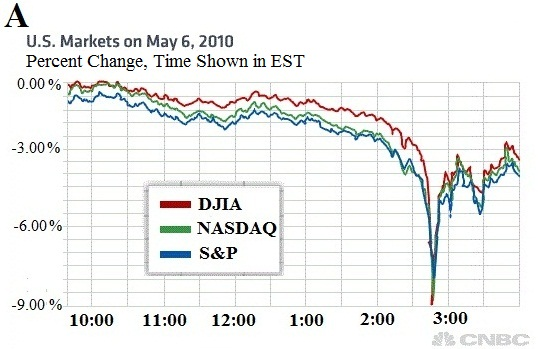 A
U.S. Markets on May 6, 2010
Percent Change, Time Shown in EST
0.00 %
-3.00 %
-6.00 %
-9.00 %
DJIA
NASDAQ
S&P
10:00 11:00 12:00 1:00 2:00 3:00
CNBC